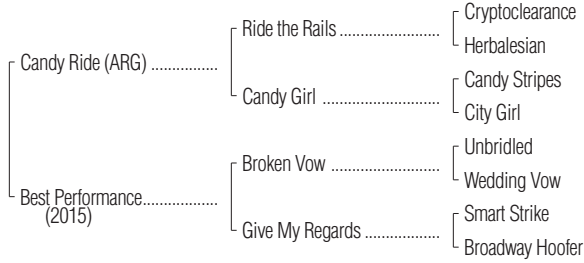 Cryptoclearance
Ride the Rails ......................
Herbalesian
Candy Ride (ARG) ...............
Candy Stripes
Candy Girl ..........................
City Girl
Unbridled
Broken Vow ........................
Wedding Vow
Best Performance.................
(2015)
Smart Strike
Give My Regards .................
Broadway Hoofer